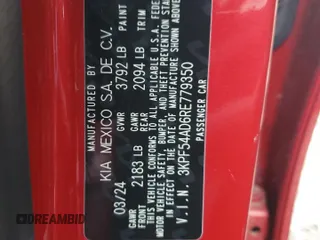 MANUFACTURED BY
KIA MEXICO S.A. DE C.V.
03/24 GVWR 3792 LB PAINT
GAWR FRONT 2183 LB GAWR REAR 2094 LB TRIM
THIS VEHICLE CONFORMS TO ALL APPLICABLE U.S.A. FEDERAL
MOTOR VEHICLE SAFETY, BUMPER, AND THEFT PREVENTION
STANDARDS IN EFFECT ON THE DATE OF MANUFACTURE SHOWN ABOVE.
V.I.N. 3KPF54AD6RE779350
PASSENGER CAR
DREAMBID